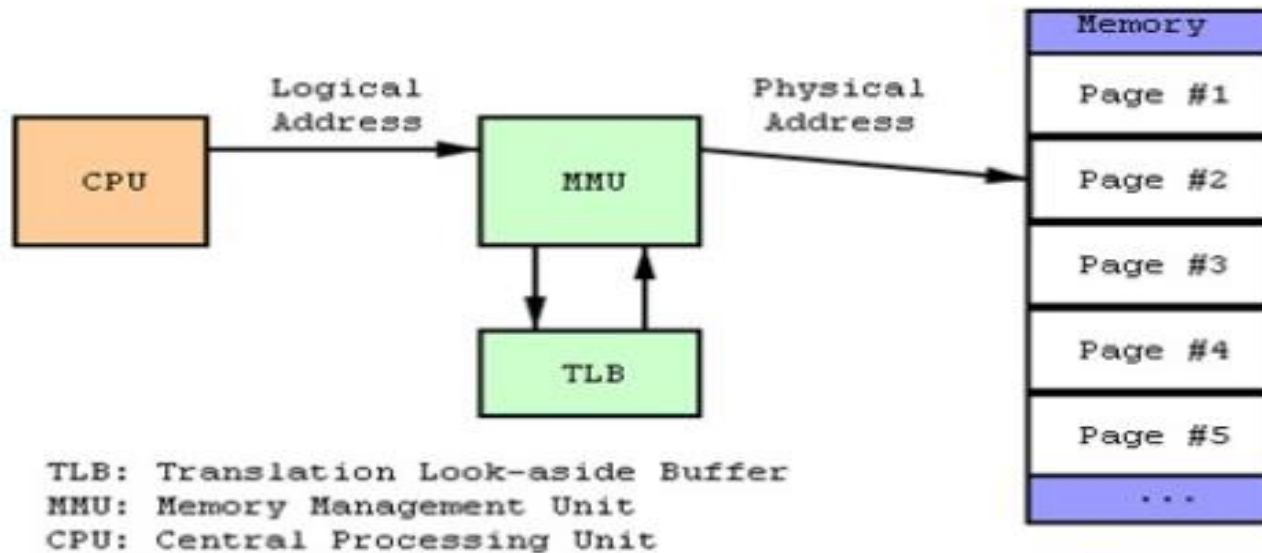 Memory
Logical
Address
Physical
Address
Page #1
CPU
MMU
Page #2
Page #3
TLB
Page #4
Page #5
TLB: Translation Look-aside Buffer
MMU: Memory Management Unit
...
CPU: Central Processing Unit